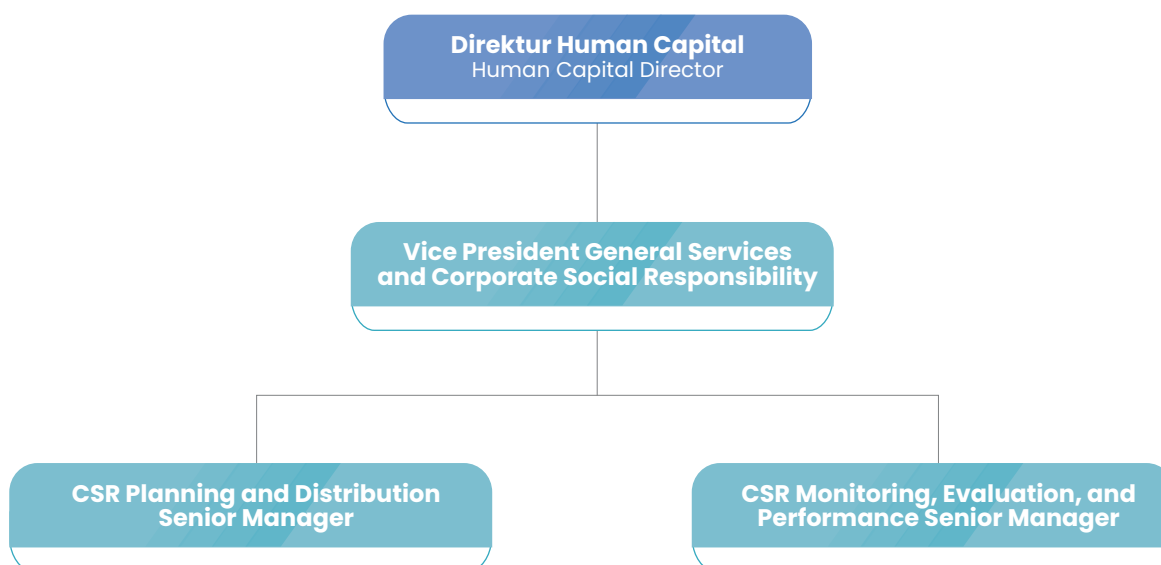 Direktur Human Capital
Human Capital Director
Vice President General Services
and Corporate Social Responsibility
CSR Planning and Distribution
Senior Manager
CSR Monitoring, Evaluation, and
Performance Senior Manager